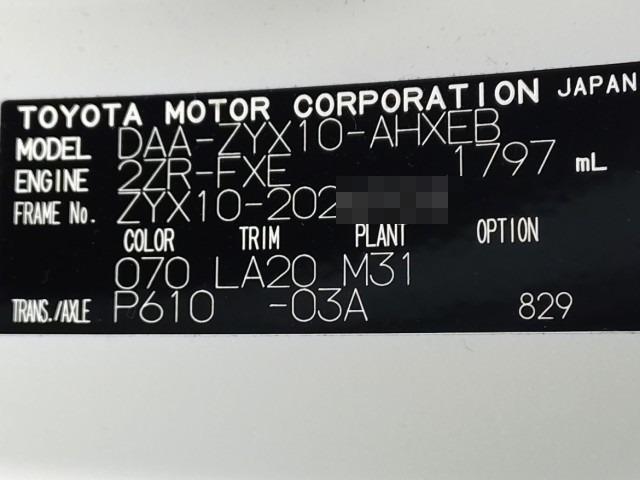 TOYOTA MOTOR CORPORATION JAPAN
MODEL DAA-ZYX10-AHXEB
ENGINE 2ZR-FXE 1797 mL
FRAME No. ZYX10-202
COLOR TRIM PLANT OPTION
070 LA20 M31
TRANS./AXLE P610 -03A 829